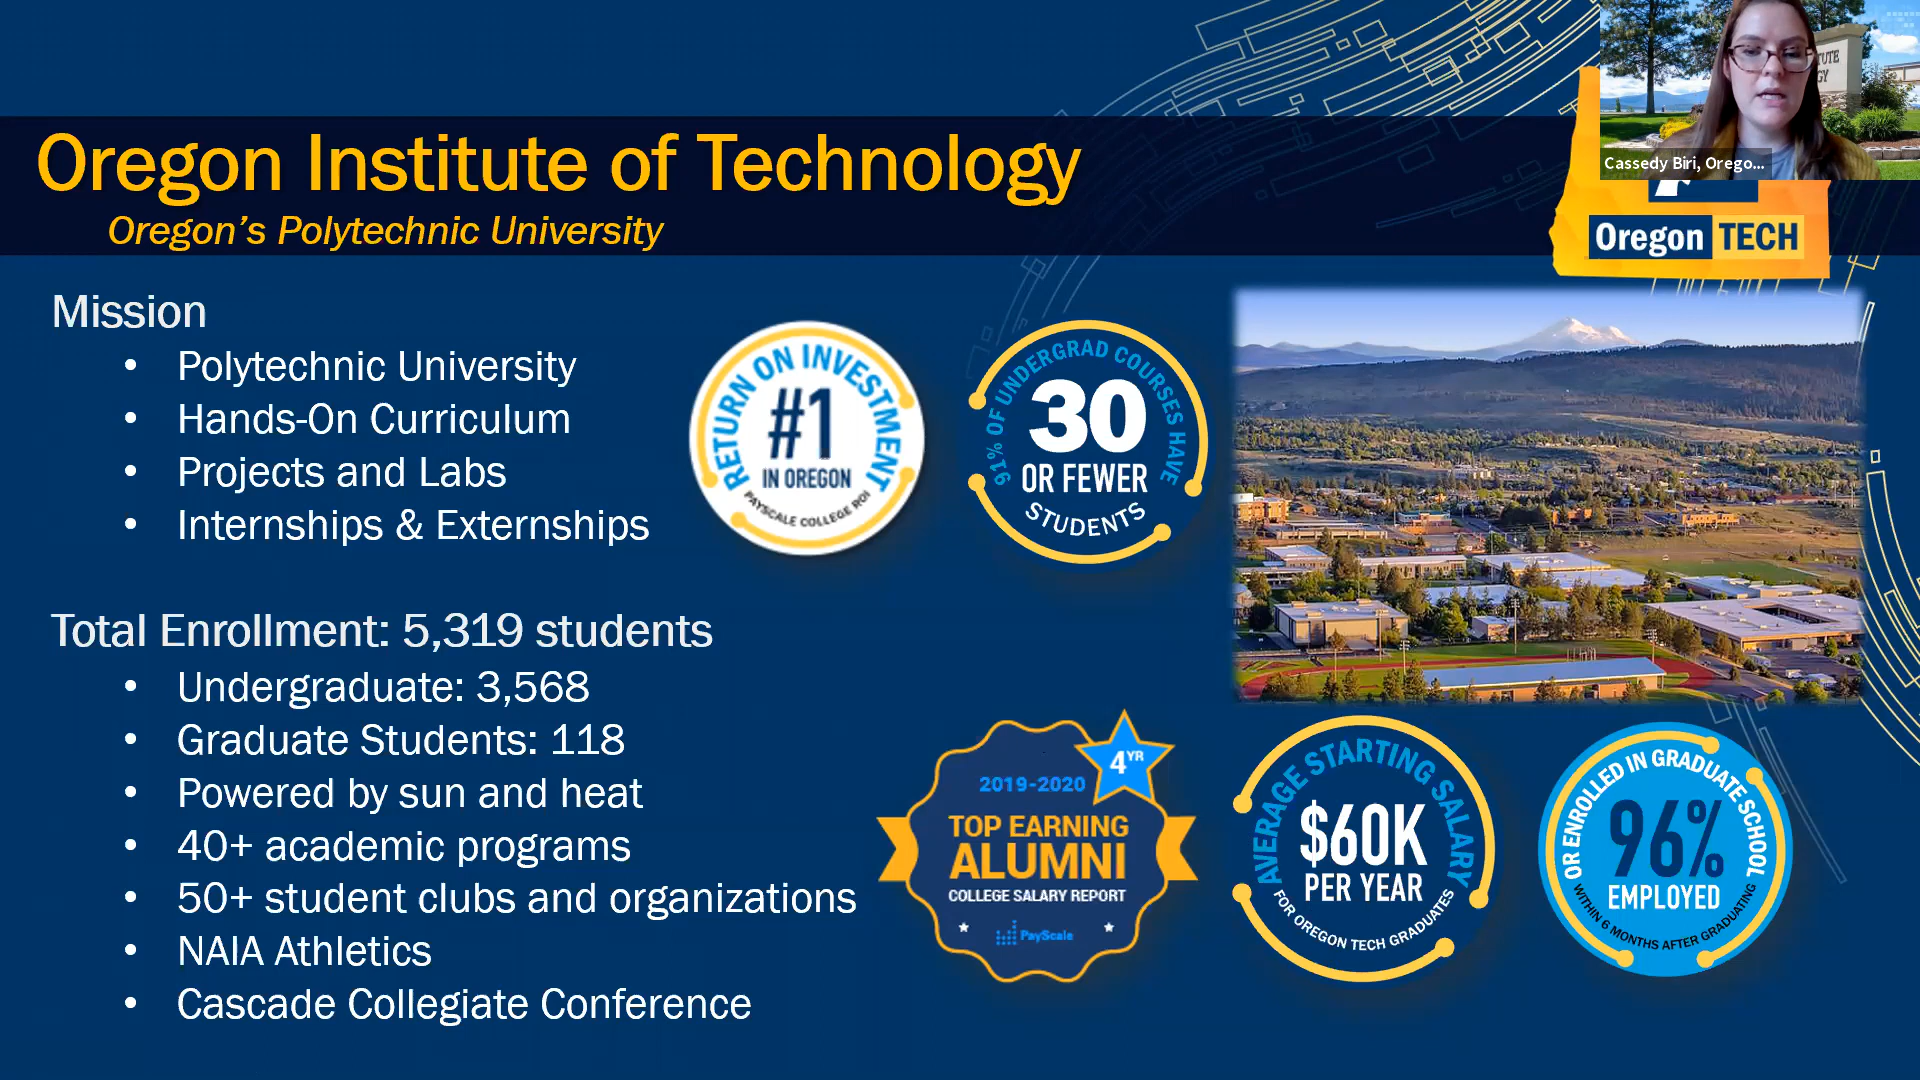 Oregon Institute of Technology
Oregon's Polytechnic University
TUTE
GY
Cassedy Biri, Orego...
Oregon TECH
Mission
• Polytechnic University
• Hands-On Curriculum
• Projects and Labs
• Internships & Externships
RETURN ON INVESTMENT
#1
IN OREGON
PAYSCALE COLLEGE ROI
91% OF UNDERGRAD COURSES HAVE
30
OR FEWER
STUDENTS
Total Enrollment: 5,319 students
• Undergraduate: 3,568
• Graduate Students: 118
• Powered by sun and heat
• 40+ academic programs
• 50+ student clubs and organizations
• NAIA Athletics
• Cascade Collegiate Conference
4YR
2019-2020
TOP EARNING
ALUMNI
COLLEGE SALARY REPORT
PayScale
AVERAGE STARTING SALARY
$60K
PER YEAR
FOR OREGON TECH GRADUATES
OR ENROLLED IN GRADUATE SCHOOL
96%
EMPLOYED
WITHIN 6 MONTHS AFTER GRADUATING